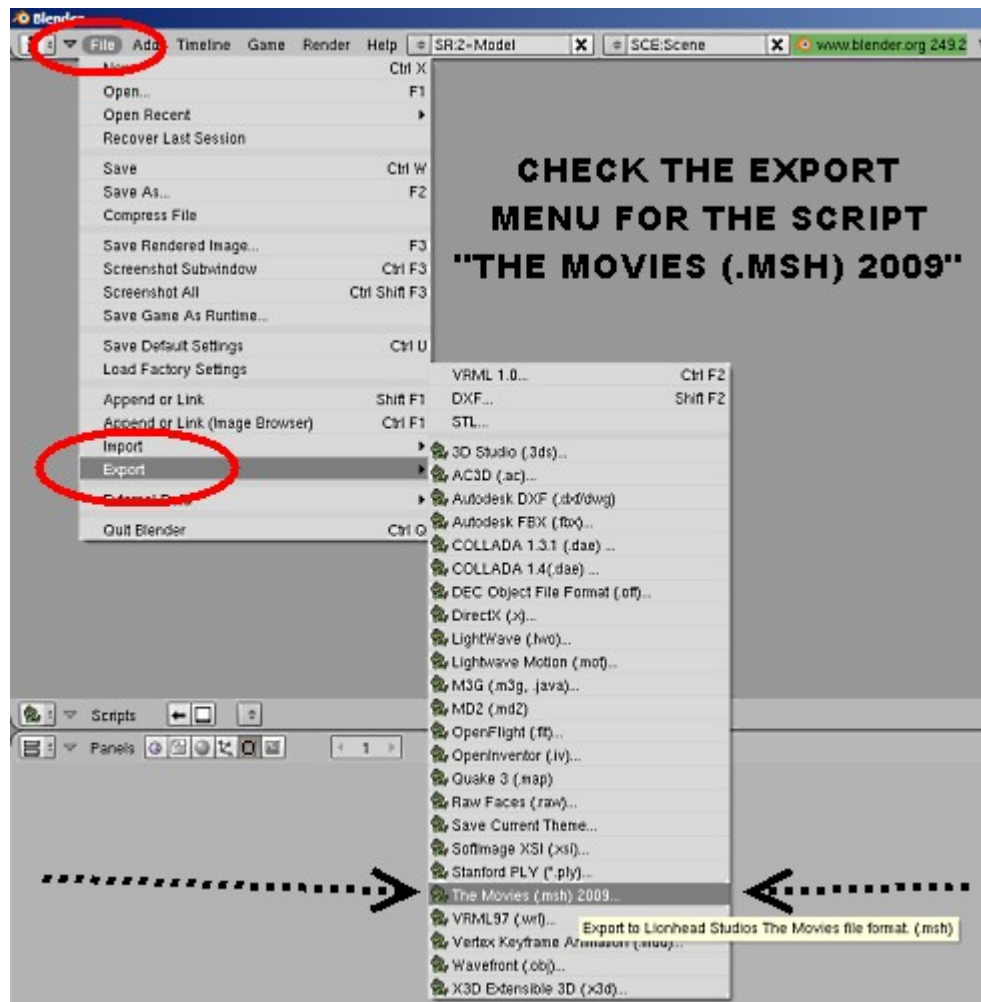 Blender
File Add Timeline Game Render Help SR:2-Model X SCE:Scene X www.blender.org 249.2
Ctrl X
Open... F1
Open Recent
Recover Last Session
Save Ctrl W
Save As... F2
Compress File
Save Rendered Image... F3
Screenshot Subwindow Ctrl F3
Screenshot All Ctrl Shift F3
Save Game As Runtime...
Save Default Settings Ctrl U
Load Factory Settings
Append or Link Shift F1
Append or Link (Image Browser) Ctrl F1
Import
Export
Quit Blender Ctrl Q
CHECK THE EXPORT
MENU FOR THE SCRIPT
"THE MOVIES (.MSH) 2009"
VRML 1.0... Ctrl F2
DXF... Shift F2
STL...
3D Studio (.3ds)...
AC3D (.ac)...
Autodesk DXF (.dxf/dwg)
Autodesk FBX (.fbx)...
COLLADA 1.3.1 (.dae) ...
COLLADA 1.4(.dae) ...
DEC Object File Format (.off)...
DirectX (.x)...
LightWave (.lwo)...
Lightwave Motion (.mot)...
M3G (.m3g, .java)...
MD2 (.md2)
OpenFlight (.flt)...
OpenInventor (.iv)...
Quake 3 (.map)
Raw Faces (.raw)...
Save Current Theme...
Softimage XSI (.xsi)...
Stanford PLY (*.ply)...
The Movies (.msh) 2009...
VRML97 (.wrl)...
Export to Lionhead Studios The Movies file format. (.msh)
Vertex Keyframe Animation (.mdd)...
Wavefront (.obj)...
X3D Extensible 3D (.x3d)...
Scripts
Panels 1